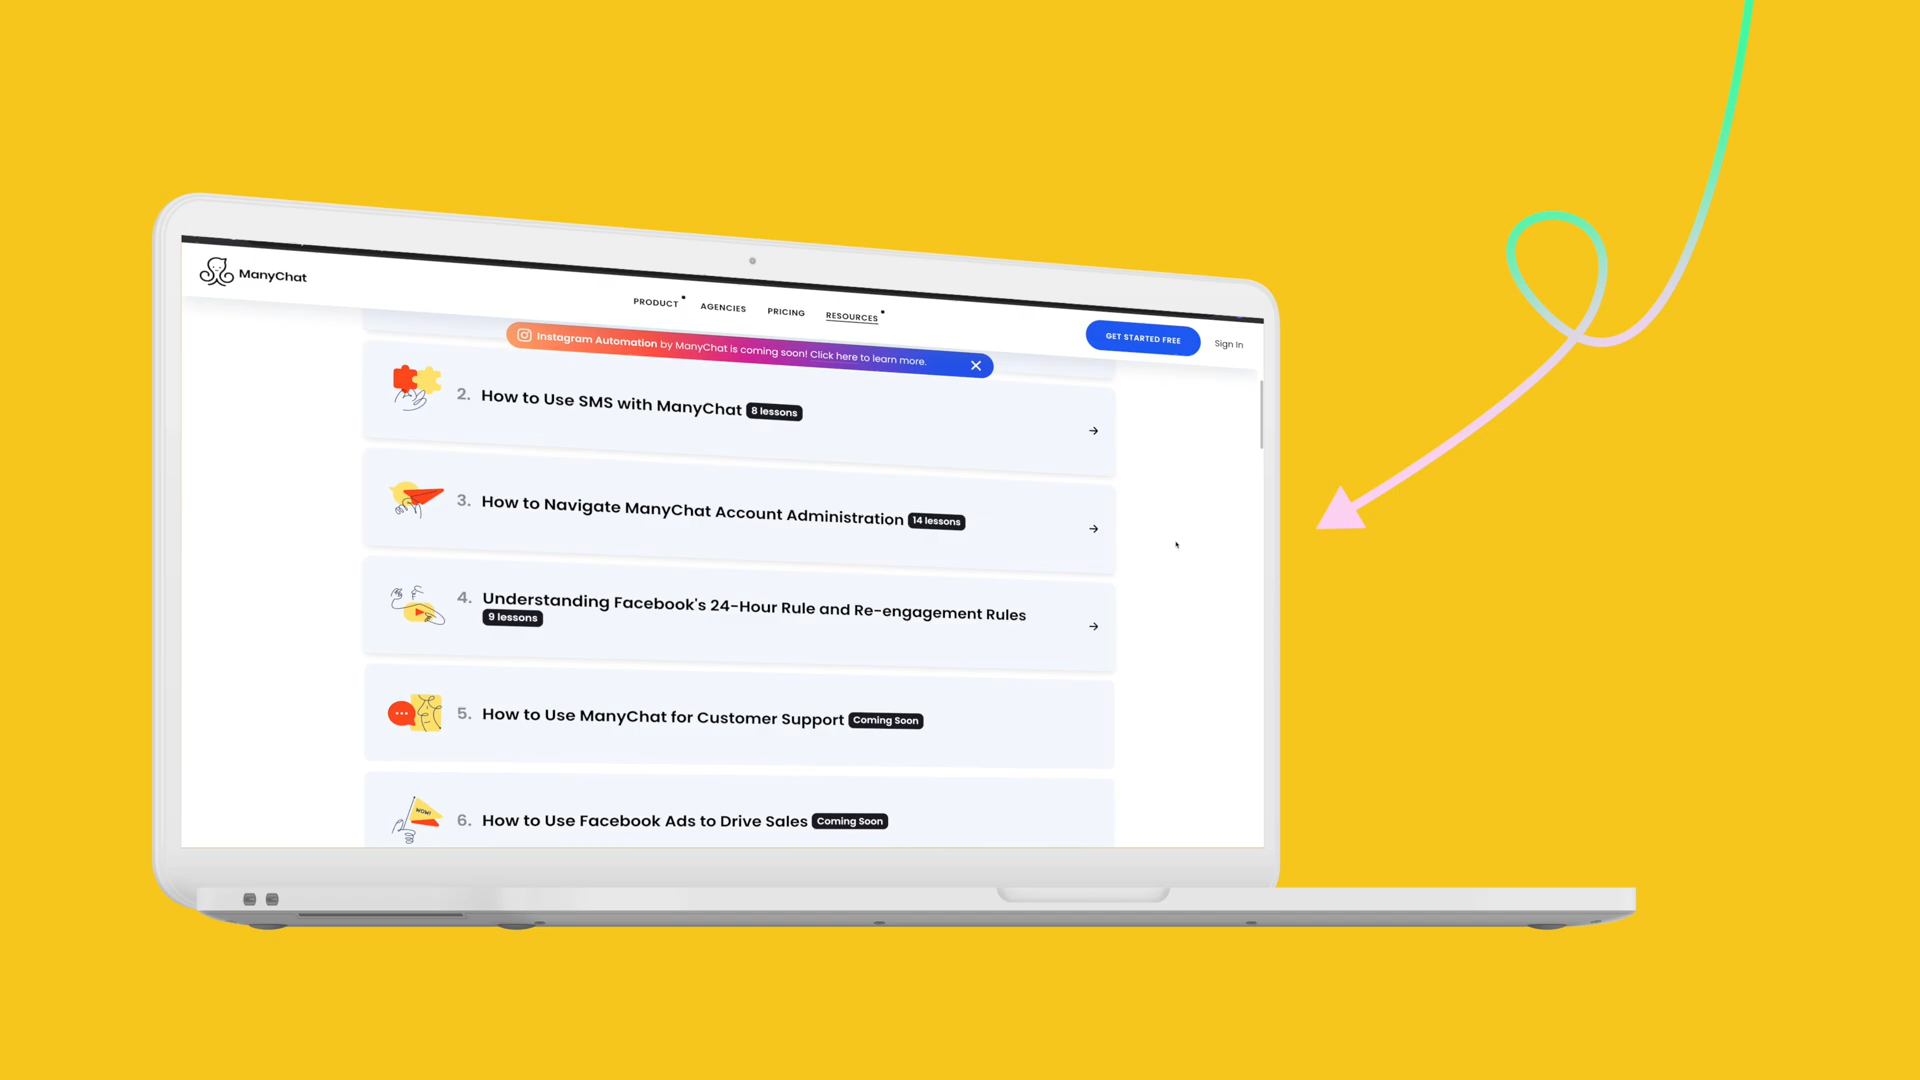 ManyChat
PRODUCT AGENCIES PRICING RESOURCES
GET STARTED FREE Sign In
Instagram Automation by ManyChat is coming soon! Click here to learn more.
2. How to Use SMS with ManyChat 8 lessons
3. How to Navigate ManyChat Account Administration 14 lessons
4. Understanding Facebook's 24-Hour Rule and Re-engagement Rules
9 lessons
5. How to Use ManyChat for Customer Support Coming Soon
WOW!
6. How to Use Facebook Ads to Drive Sales Coming Soon